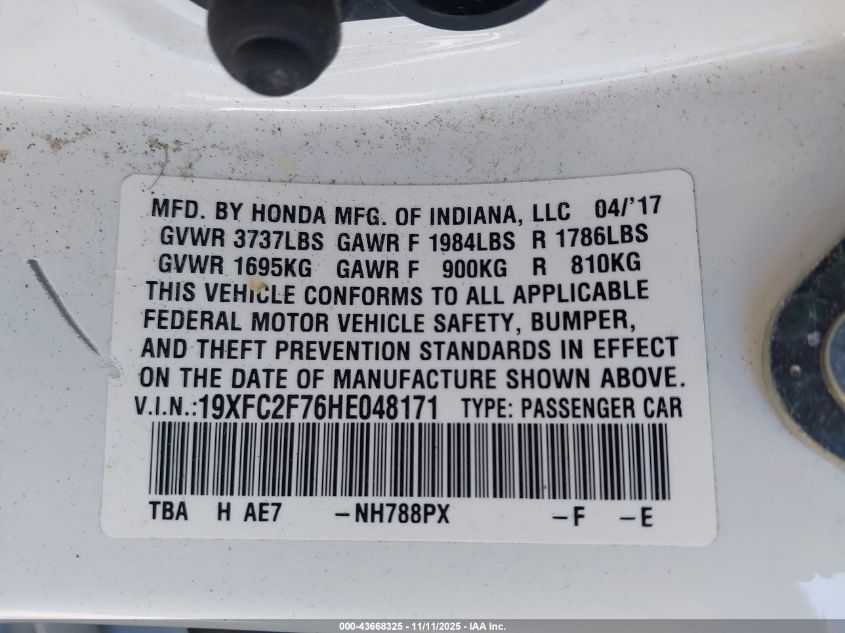 MFD. BY HONDA MFG. OF INDIANA, LLC 04/'17
GVWR 3737LBS GAWR F 1984LBS R 1786LBS
GVWR 1695KG GAWR F 900KG R 810KG
THIS VEHICLE CONFORMS TO ALL APPLICABLE
FEDERAL MOTOR VEHICLE SAFETY, BUMPER,
AND THEFT PREVENTION STANDARDS IN EFFECT
ON THE DATE OF MANUFACTURE SHOWN ABOVE.
V.I.N.:19XFC2F76HE048171 TYPE: PASSENGER CAR
TBA H AE7 -NH788PX -F -E
000-43668325 - 11/11/2025 - IAA Inc.